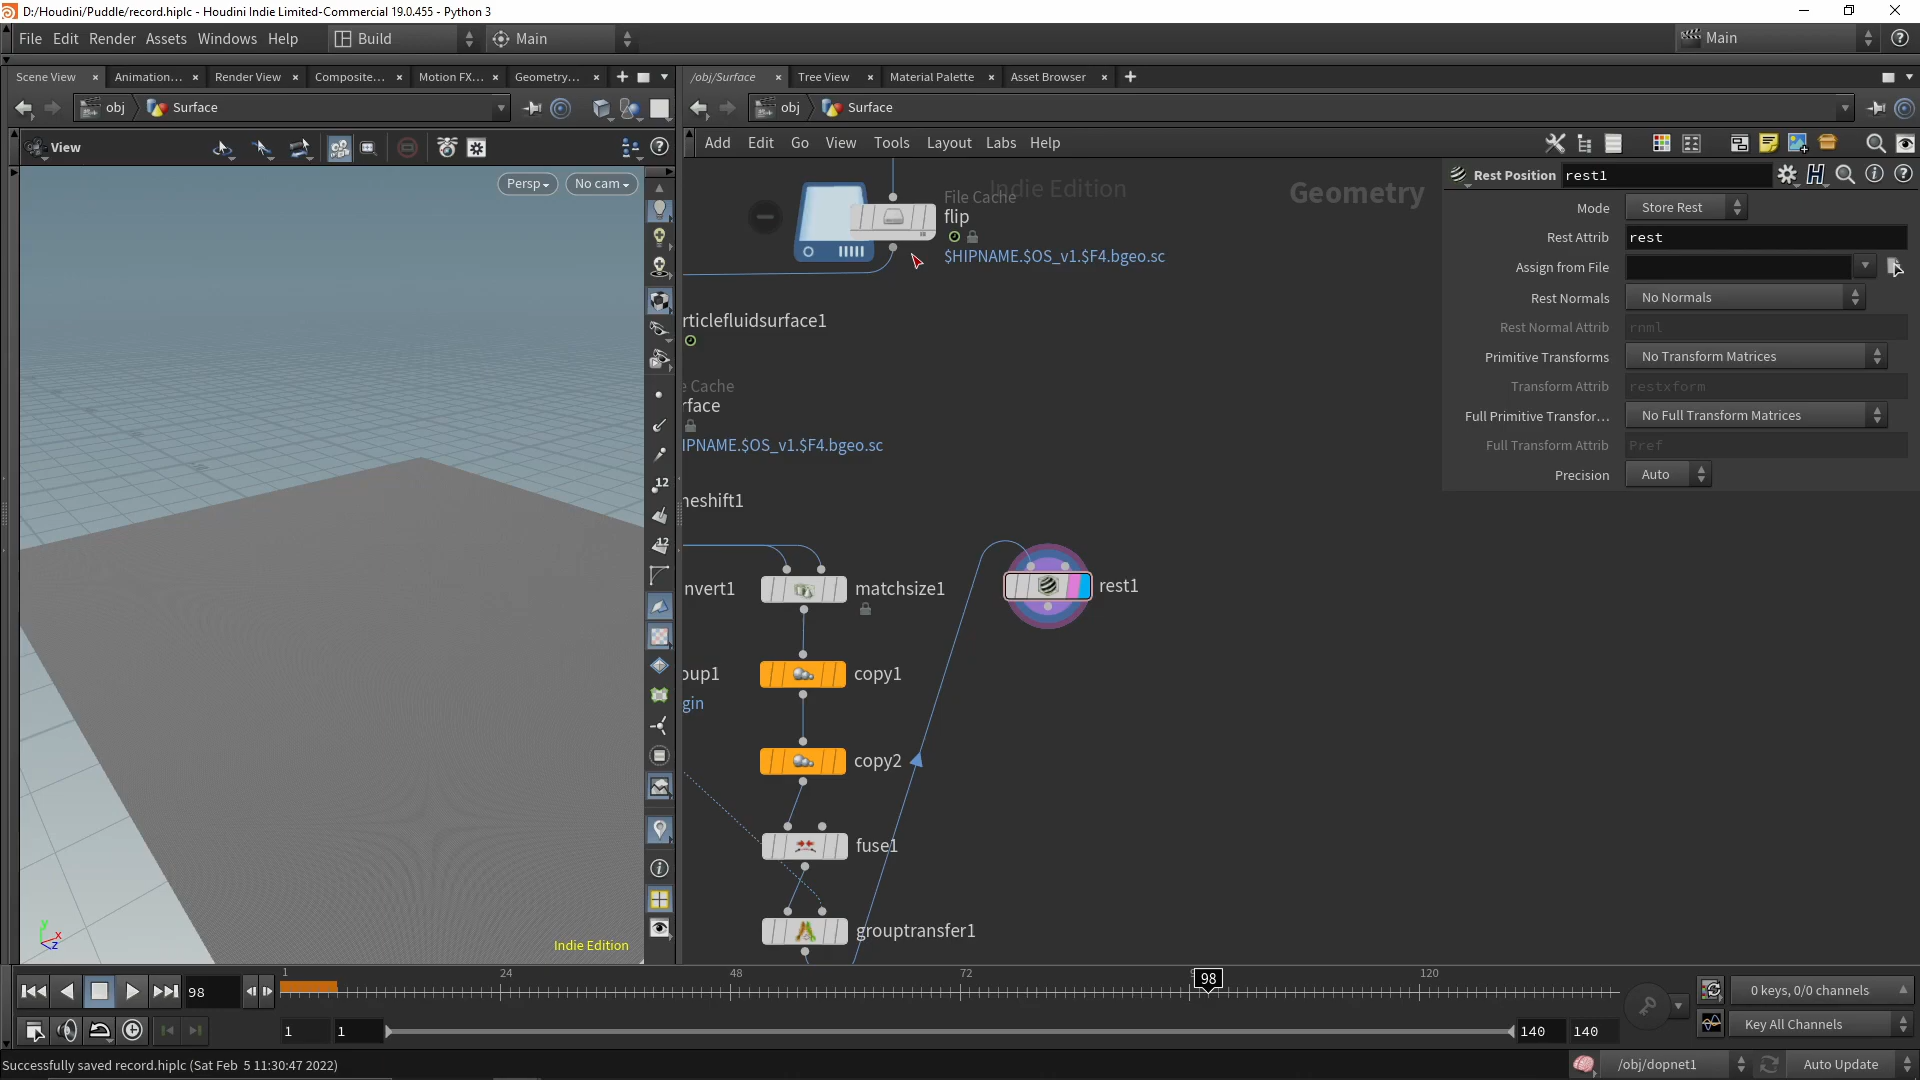 D:/Houdini/Puddle/record.hiplc - Houdini Indie Limited-Commercial 19.0.455 - Python 3
File Edit Render Assets Windows Help Build Main Main
Scene View Animation... Render View Composite... Motion FX... Geometry...
/obj/Surface Tree View Material Palette Asset Browser
obj Surface
obj Surface
View
Add Edit Go View Tools Layout Labs Help
Persp No cam
Indie Edition
Geometry
File Cache
flip
$HIPNAME.$OS_v1.$F4.bgeo.sc
rticlefluidsurface1
e Cache
rface
IPNAME.$OS_v1.$F4.bgeo.sc
neshift1
nvert1
matchsize1
rest1
oup1
gin
copy1
copy2
fuse1
grouptransfer1
Rest Position rest1
Mode Store Rest
Rest Attrib rest
Assign from File
Rest Normals No Normals
Rest Normal Attrib rnml
Primitive Transforms No Transform Matrices
Transform Attrib restxform
Full Primitive Transfor... No Full Transform Matrices
Full Transform Attrib Pref
Precision Auto
12
12
y
x
z
Indie Edition
98
1 24 48 72 98 120
0 keys, 0/0 channels
1 1 140 140
Key All Channels
Successfully saved record.hiplc (Sat Feb 5 11:30:47 2022)
/obj/dopnet1 Auto Update